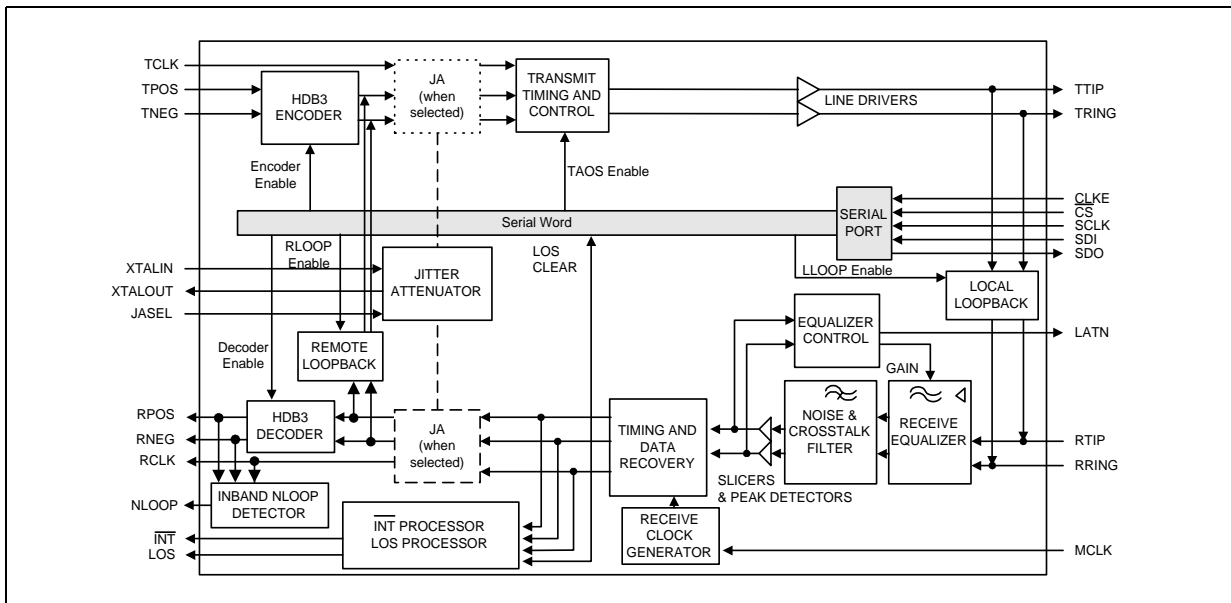 TCLK
TPOS
TNEG
HDB3
ENCODER
JA
(when
selected)
TRANSMIT
TIMING AND
CONTROL
LINE DRIVERS
TTIP
TRING
Encoder
Enable
TAOS Enable
Serial Word
SERIAL
PORT
CLKE
CS
SCLK
SDI
SDO
RLOOP
Enable
LOS
CLEAR
LLOOP Enable
XTALIN
XTALOUT
JASEL
JITTER
ATTENUATOR
LOCAL
LOOPBACK
EQUALIZER
CONTROL
LATN
GAIN
Decoder
Enable
REMOTE
LOOPBACK
RPOS
RNEG
RCLK
HDB3
DECODER
JA
(when
selected)
TIMING AND
DATA
RECOVERY
SLICERS
& PEAK DETECTORS
NOISE &
CROSSTALK
FILTER
RECEIVE
EQUALIZER
RTIP
RRING
NLOOP
INBAND NLOOP
DETECTOR
INT
LOS
INT PROCESSOR
LOS PROCESSOR
RECEIVE
CLOCK
GENERATOR
MCLK